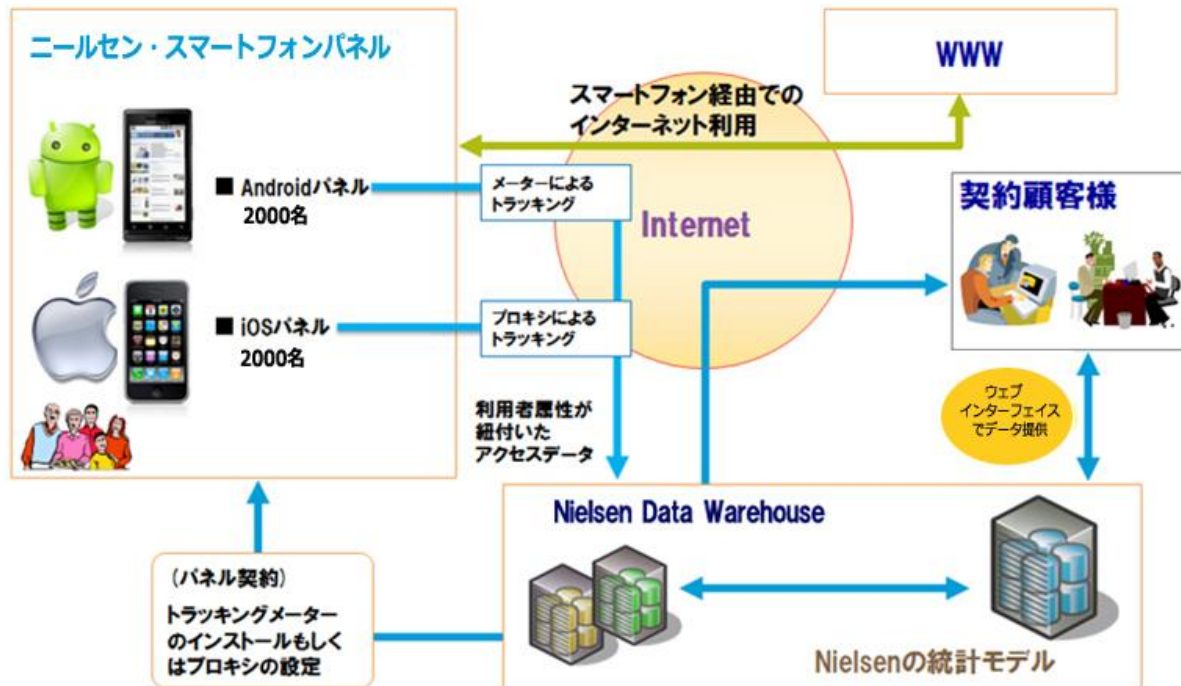 ニールセン・スマートフォンパネル
WWW
スマートフォン経由での
インターネット利用
■ Androidパネル
2000名
メーターによる
トラッキング
Internet
契約顧客様
■ iOSパネル
2000名
プロキシによる
トラッキング
利用者属性が
紐付いた
アクセスデータ
ウェブ
インターフェイス
でデータ提供
Nielsen Data Warehouse
(パネル契約)
トラッキングメーター
のインストールもしく
はプロキシの設定
Nielsenの統計モデル